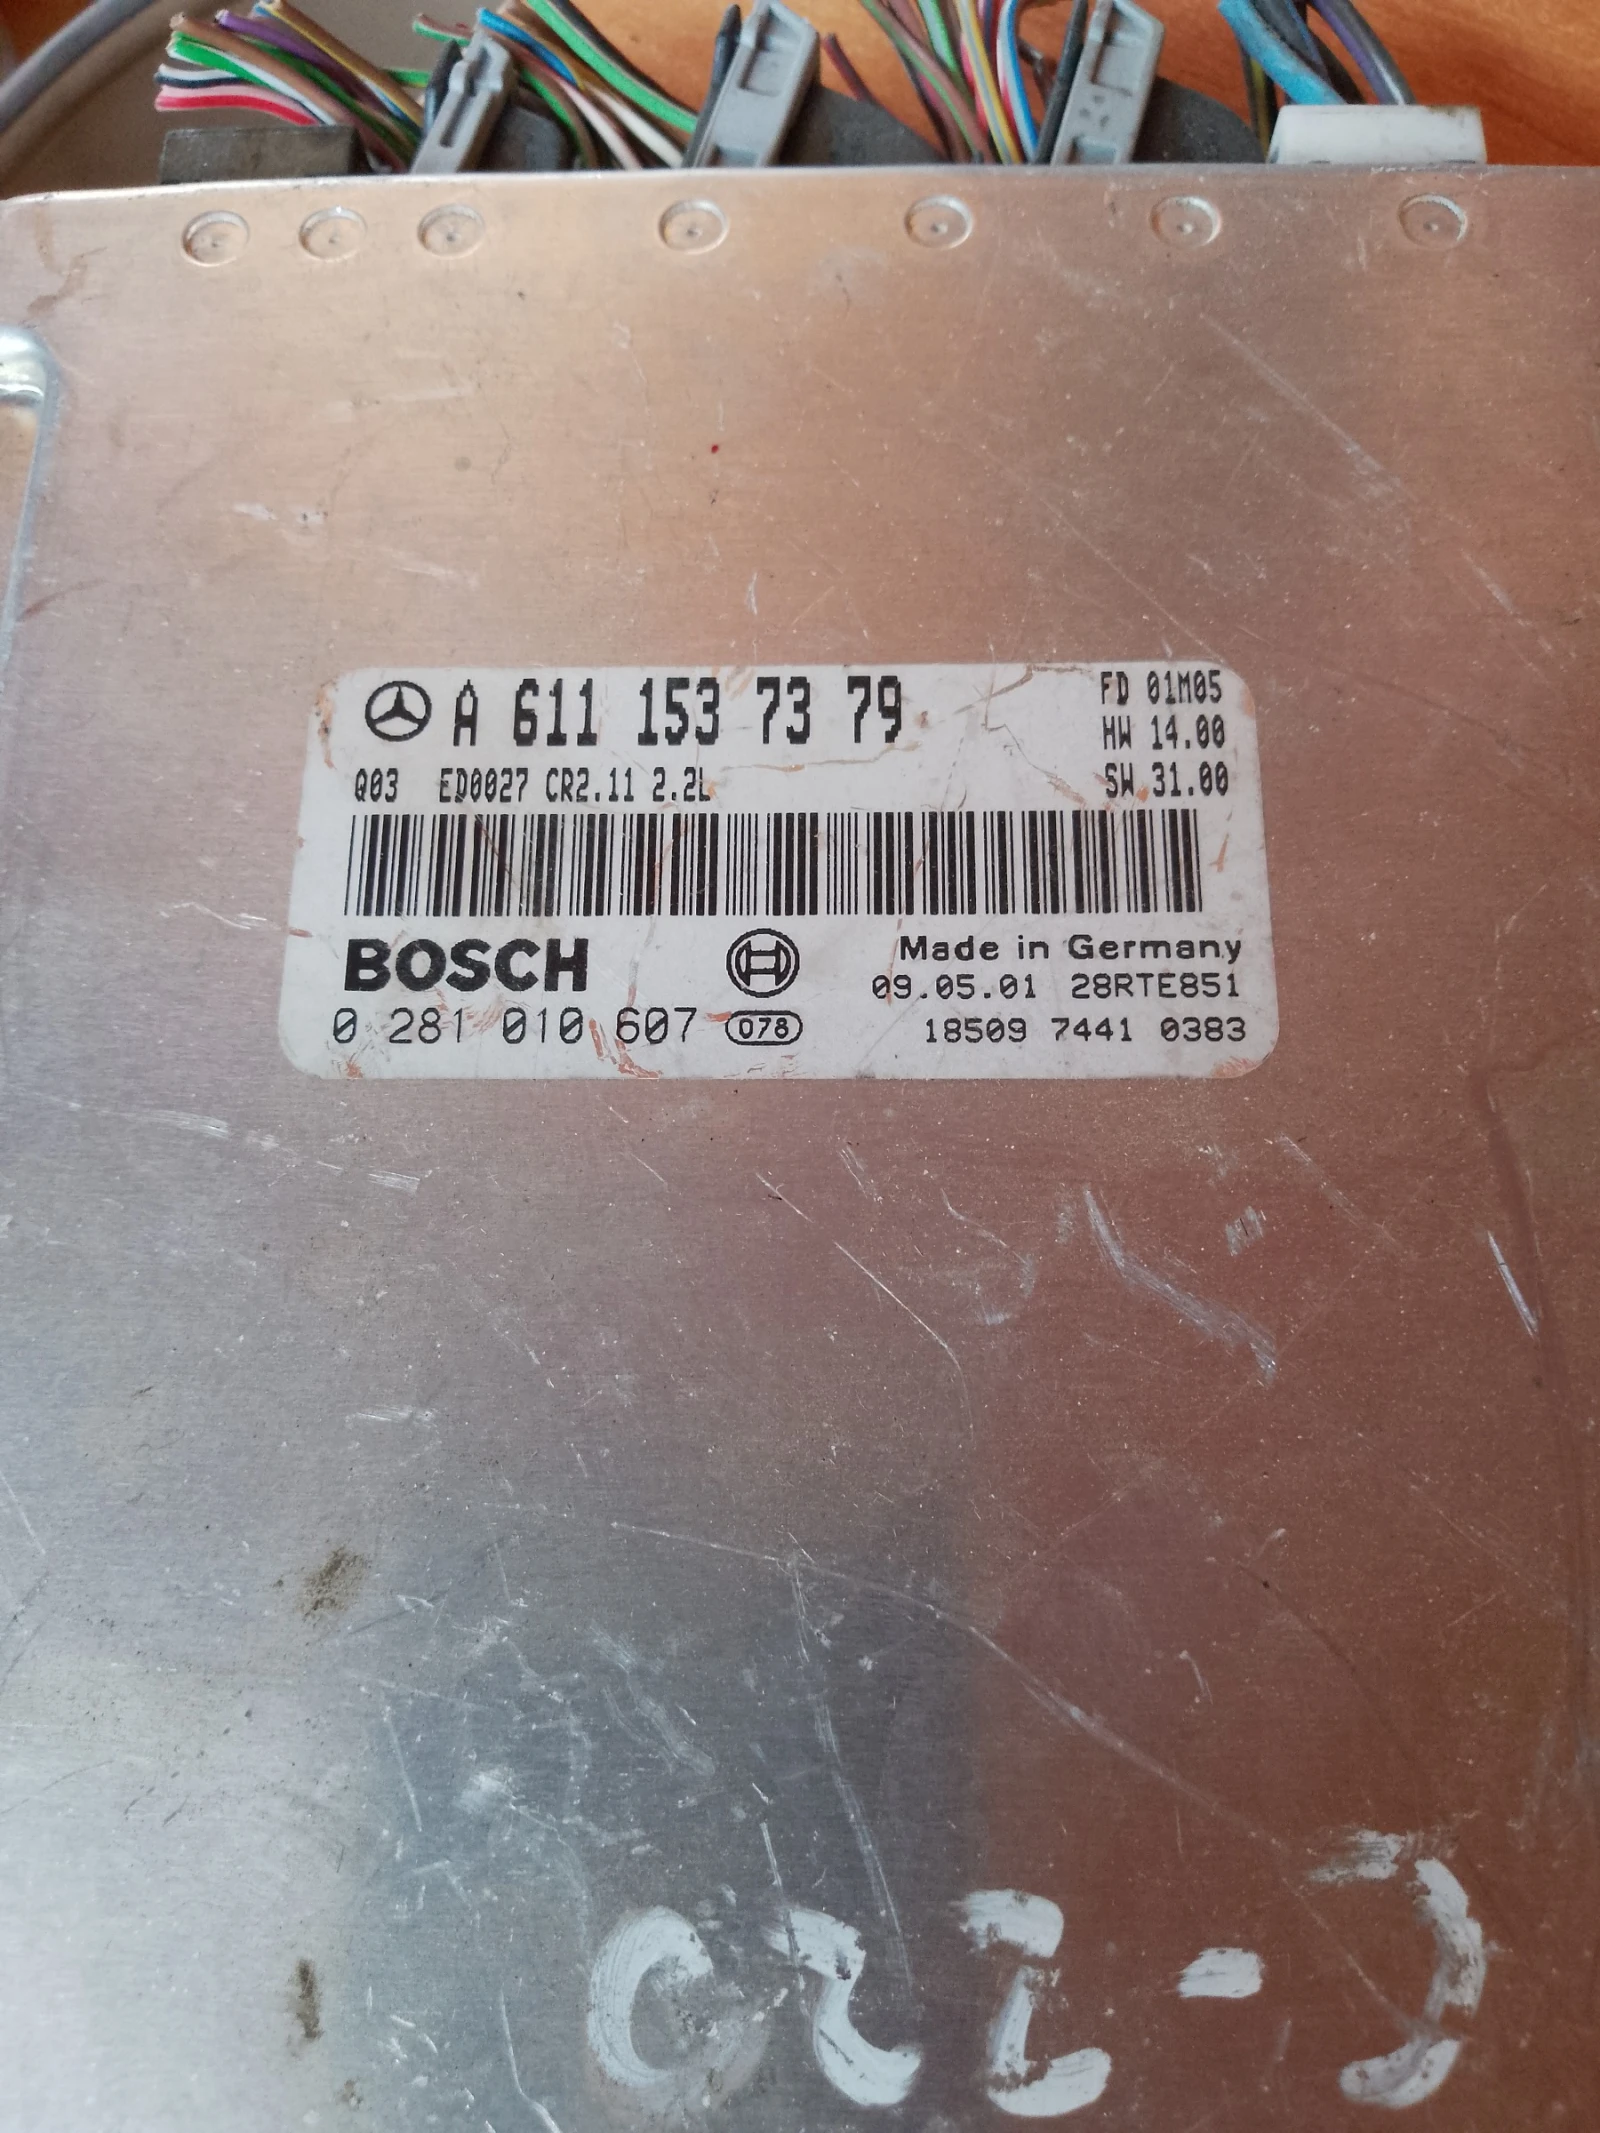 A 611 153 73 79
FD 01M05
HW 14.00
Q03 ED0027 CR2.11 2.2L
SW 31.00
BOSCH
Made in Germany
09.05.01 28RTE851
0 281 010 607 078
18509 7441 0383
C-220